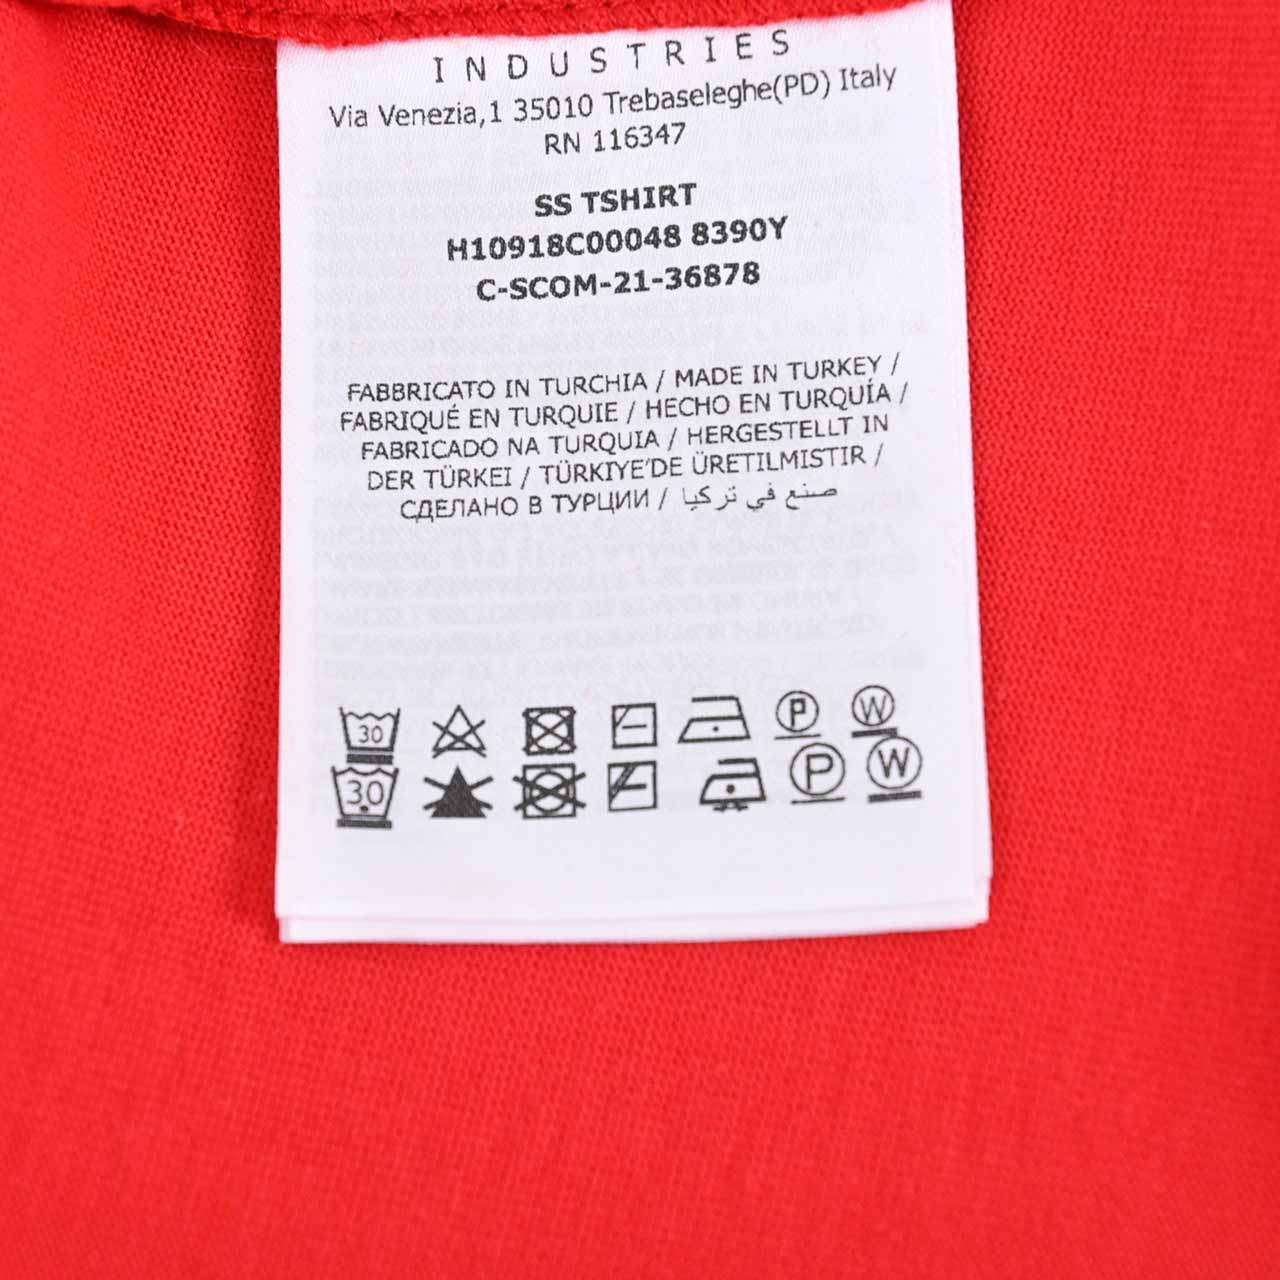 INDUSTRIES
Via Venezia,1 35010 Trebaseleghe(PD) Italy
RN 116347
SS TSHIRT
H10918C00048 8390Y
C-SCOM-21-36878
FABBRICATO IN TURCHIA / MADE IN TURKEY /
FABRIQUÉ EN TURQUIE / HECHO EN TURQUÍA /
FABRICADO NA TURQUIA / HERGESTELLT IN
DER TÜRKEI / TÜRKIYE'DE ÜRETILMISTIR /
СДЕЛАНО В ТУРЦИИ / صنع في تركيا
30 P W
30 P W